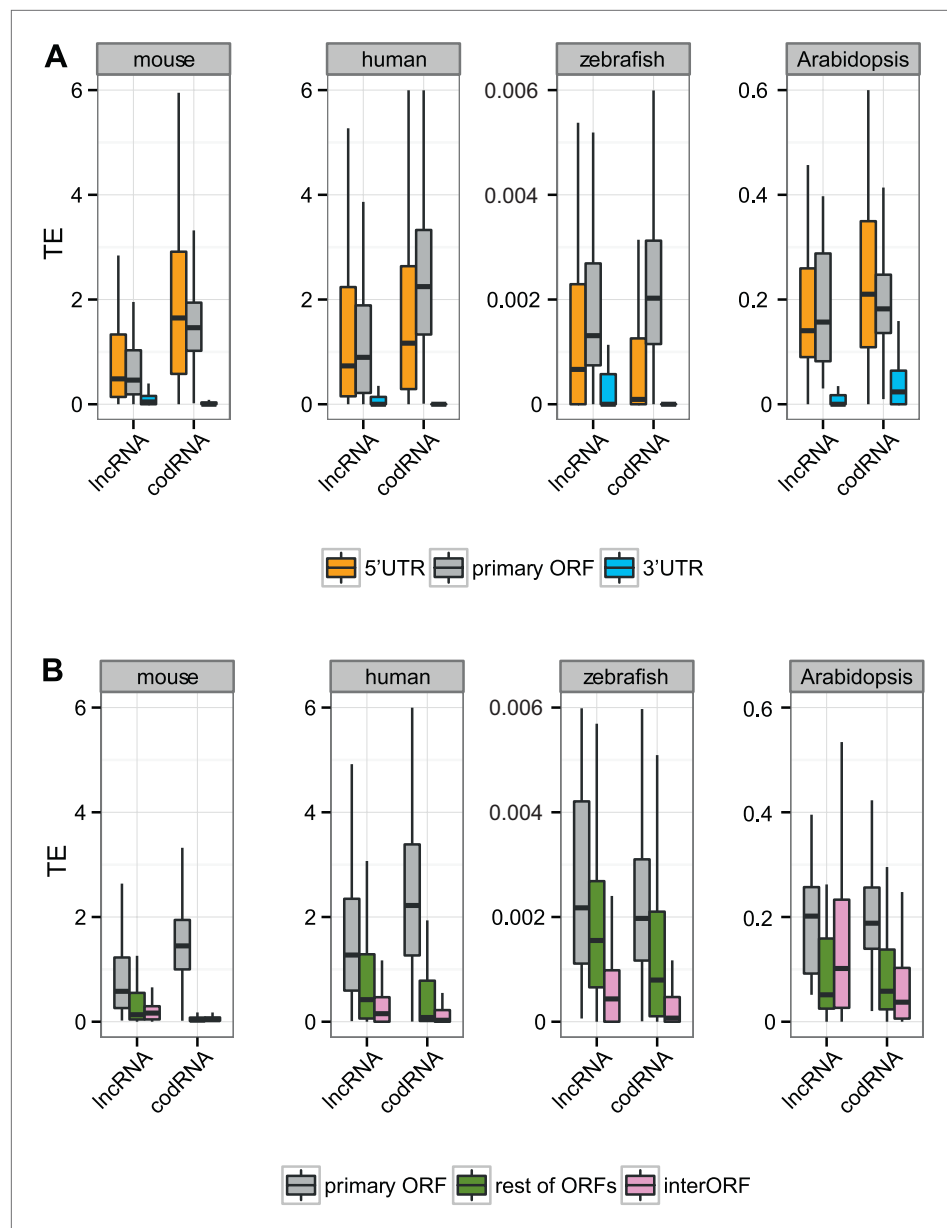 A
mouse
human
zebrafish
Arabidopsis
TE
6
4
2
0
6
4
2
0
0.006
0.004
0.002
0
0.6
0.4
0.2
0
lncRNA
codRNA
lncRNA
codRNA
lncRNA
codRNA
lncRNA
codRNA
5'UTR primary ORF 3'UTR
B
mouse
human
zebrafish
Arabidopsis
TE
6
4
2
0
6
4
2
0
0.006
0.004
0.002
0
0.6
0.4
0.2
0
lncRNA
codRNA
lncRNA
codRNA
lncRNA
codRNA
lncRNA
codRNA
primary ORF rest of ORFs interORF